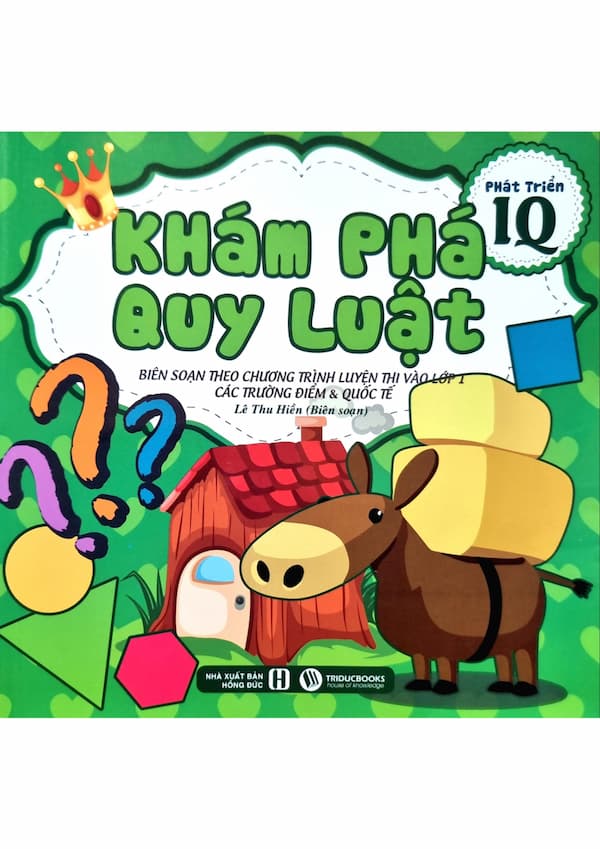 Phát Triển
IQ
KHám PHá
Quy Luật
BIÊN SOẠN THEO CHƯƠNG TRÌNH LUYỆN THI VÀO LỚP 1
CÁC TRƯỜNG ĐIỂM & QUỐC TẾ
Lê Thu Hiền (Biên soạn)
NHÀ XUẤT BẢN
HỒNG ĐỨC
H
TRIDUCBOOKS
house of knowledge